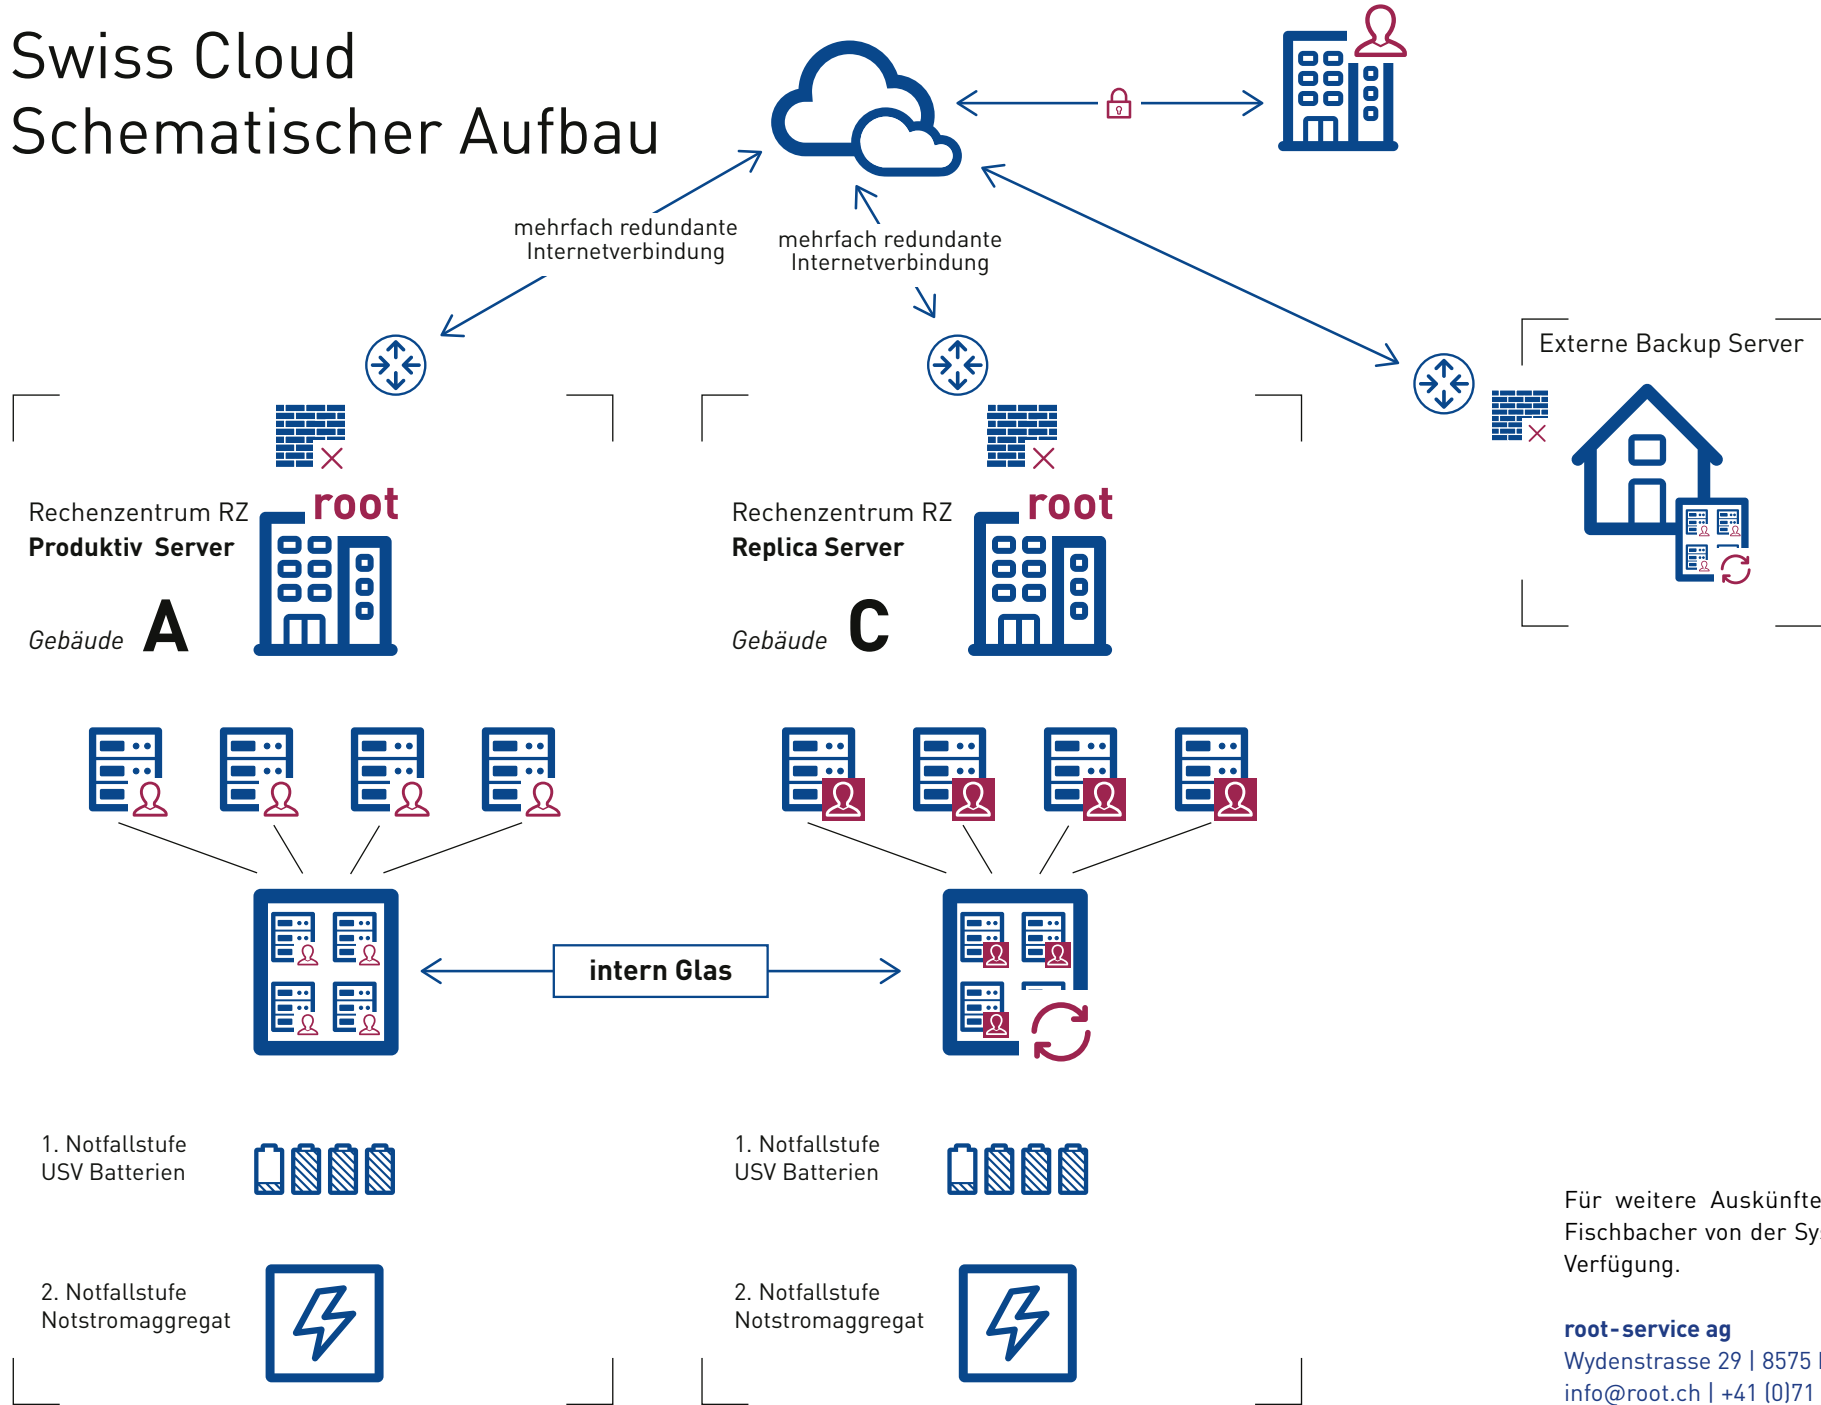 Swiss Cloud
Schematischer Aufbau
mehrfach redundante
Internetverbindung
mehrfach redundante
Internetverbindung
Externe Backup Server
Rechenzentrum RZ
Produktiv Server
Gebäude A
root
Rechenzentrum RZ
Replica Server
Gebäude C
root
intern Glas
1. Notfallstufe
USV Batterien
2. Notfallstufe
Notstromaggregat
1. Notfallstufe
USV Batterien
2. Notfallstufe
Notstromaggregat
Für weitere Auskünfte
Fischbacher von der
Verfügung.
root-service ag
Wydenstrasse 29 | 8575
info@root.ch | +41 (0)71